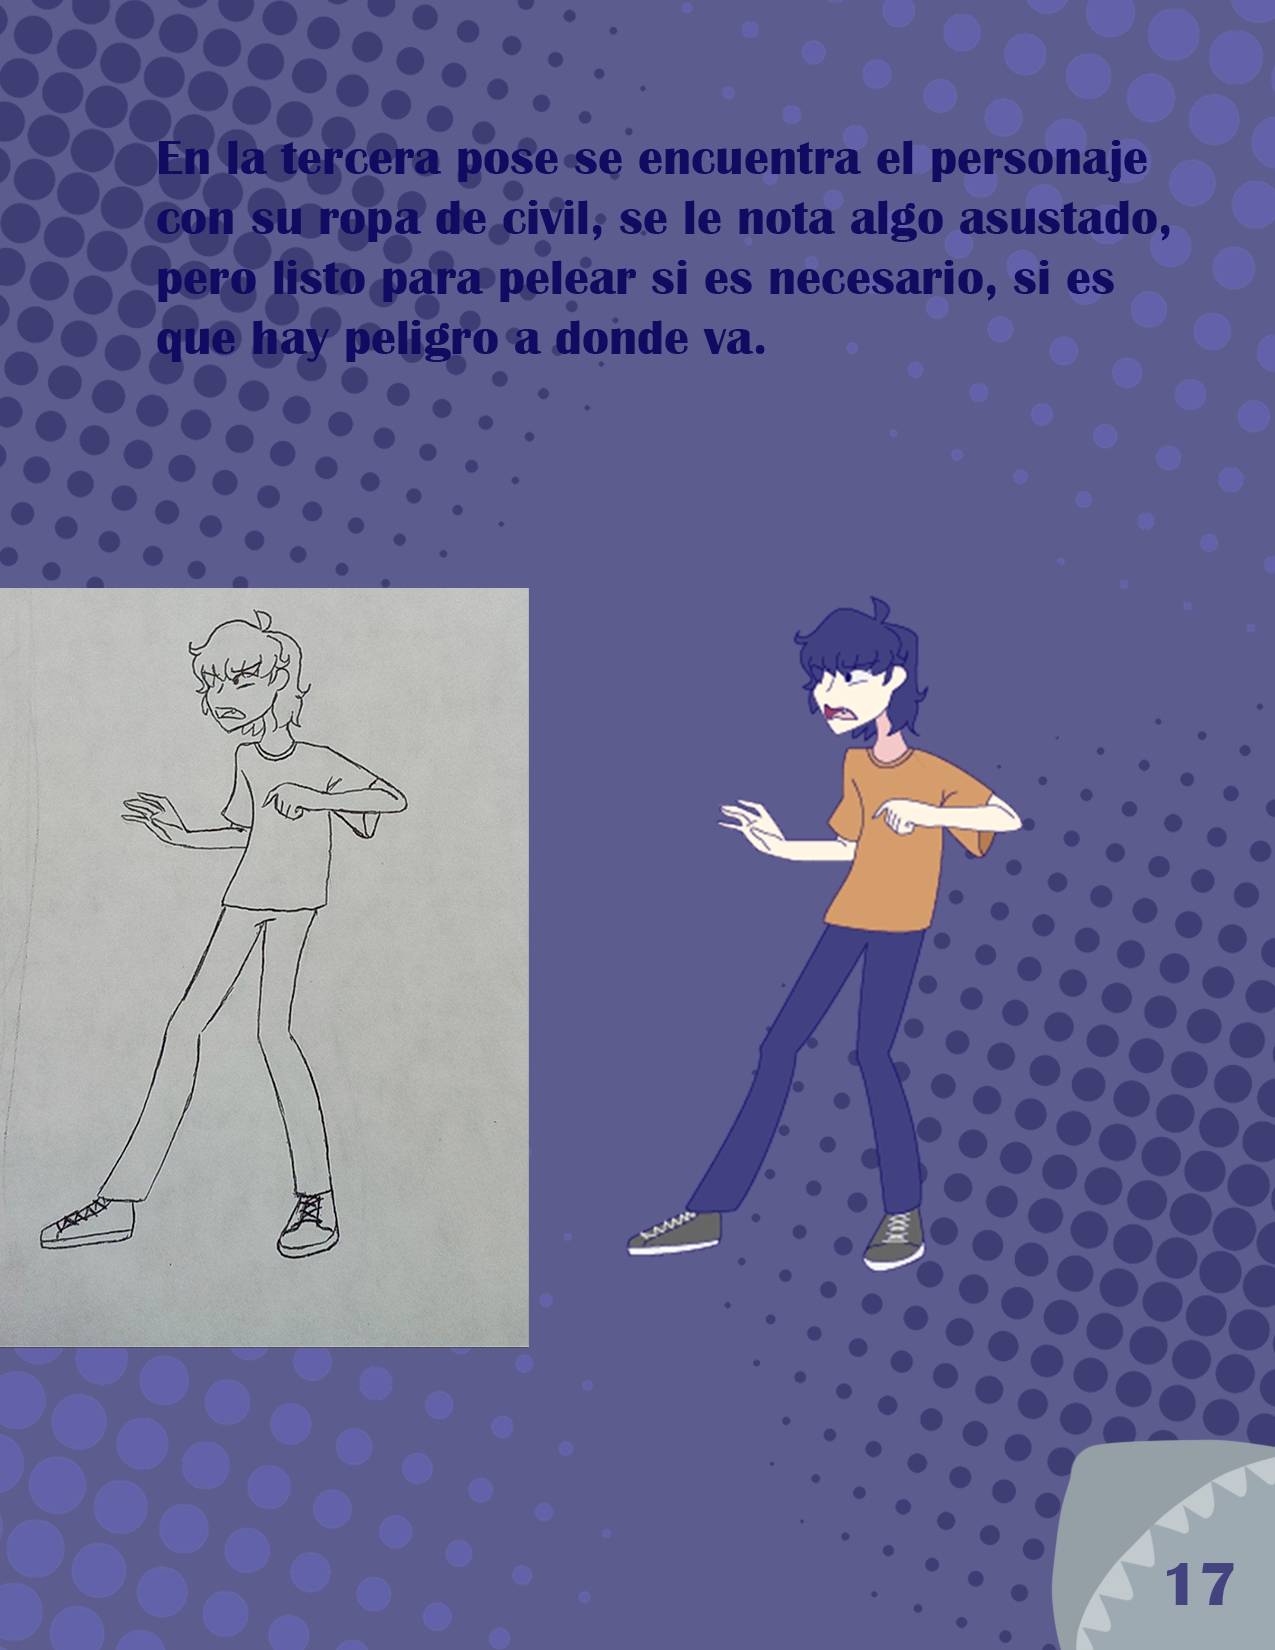 En la tercera pose se encuentra el personaje
con su ropa de civil, se le nota algo asustado,
pero listo para pelear si es necesario, si es
que hay peligro a donde va.
17